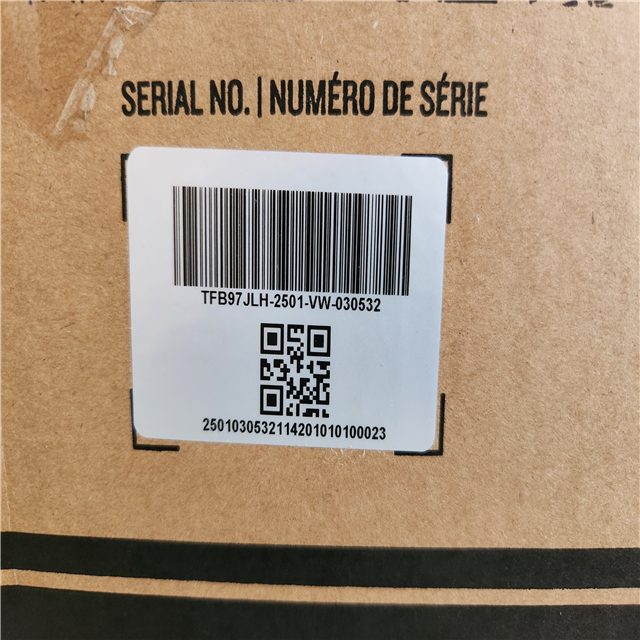 SERIAL NO. | NUMÉRO DE SÉRIE
TFB97JLH-2501-VW-030532
2501030532114201010100023